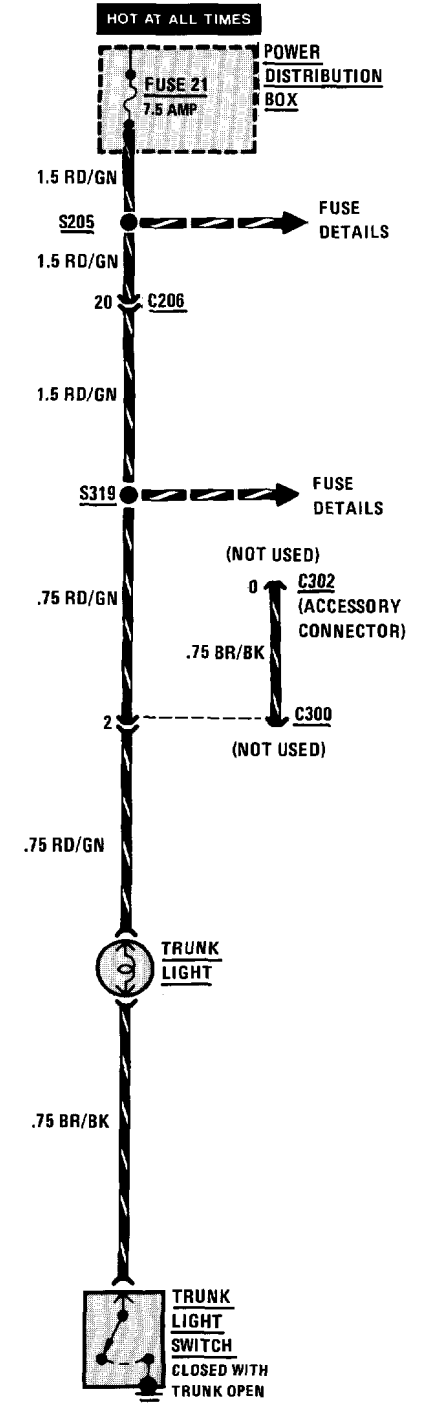 HOT AT ALL TIMES
POWER
DISTRIBUTION
BOX
FUSE 21
7.5 AMP
1.5 RD/GN
S205
FUSE
DETAILS
1.5 RD/GN
20
C206
1.5 RD/GN
S319
FUSE
DETAILS
(NOT USED)
0
C302
(ACCESSORY
CONNECTOR)
.75 RD/GN
.75 BR/BK
2
C300
(NOT USED)
.75 RD/GN
TRUNK
LIGHT
.75 BR/BK
TRUNK
LIGHT
SWITCH
CLOSED WITH
TRUNK OPEN